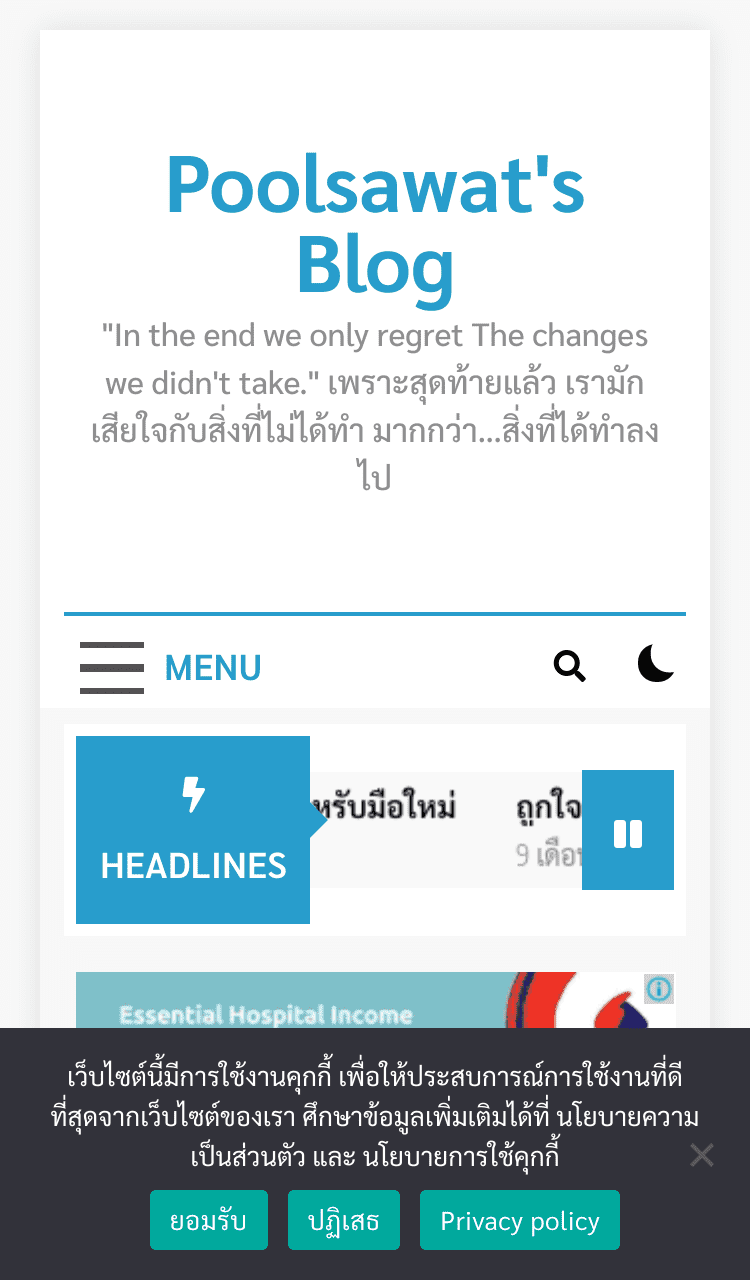 Poolsawat's
Blog
"In the end we only regret The changes
we didn't take." เพราะสุดท้ายแล้ว เรามัก
เสียใจกับสิ่งที่ไม่ได้ทำ มากกว่า...สิ่งที่ได้ทำลง
ไป
MENU
HEADLINES
หรับมือใหม่ ถูกใจ
9 เดือน
Essential Hospital Income
เว็บไซต์นี้มีการใช้งานคุกกี้ เพื่อให้ประสบการณ์การใช้งานที่ดี
ที่สุดจากเว็บไซต์ของเรา ศึกษาข้อมูลเพิ่มเติมได้ที่ นโยบายความ
เป็นส่วนตัว และ นโยบายการใช้คุกกี้
ยอมรับ ปฏิเสธ Privacy policy